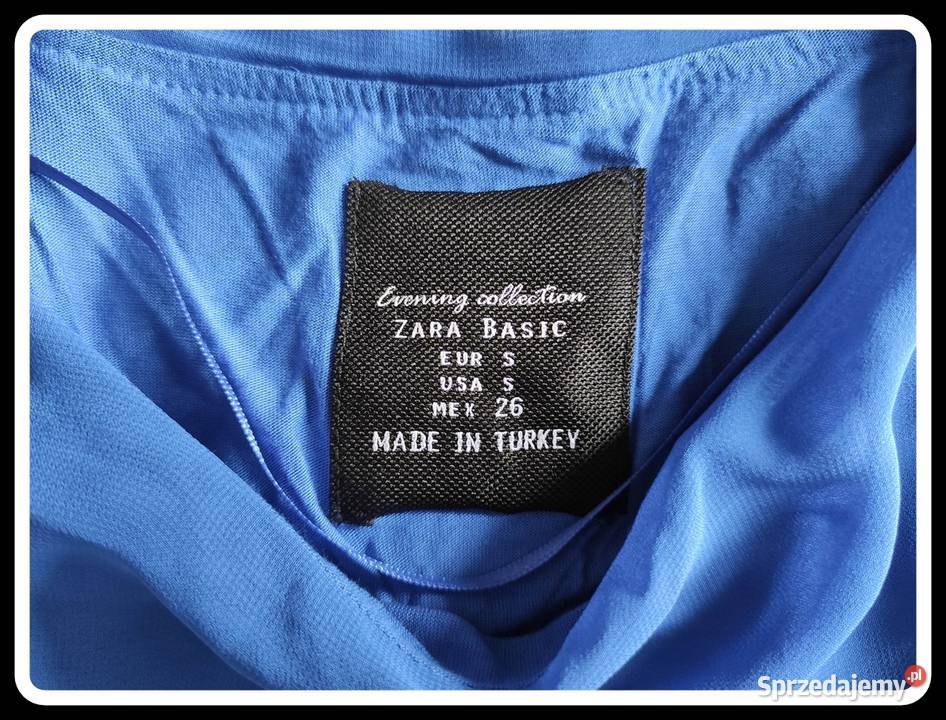 Evening collection
ZARA BASIC
EUR S
USA S
MEX 26
MADE IN TURKEY
Sprzedajemy.pl